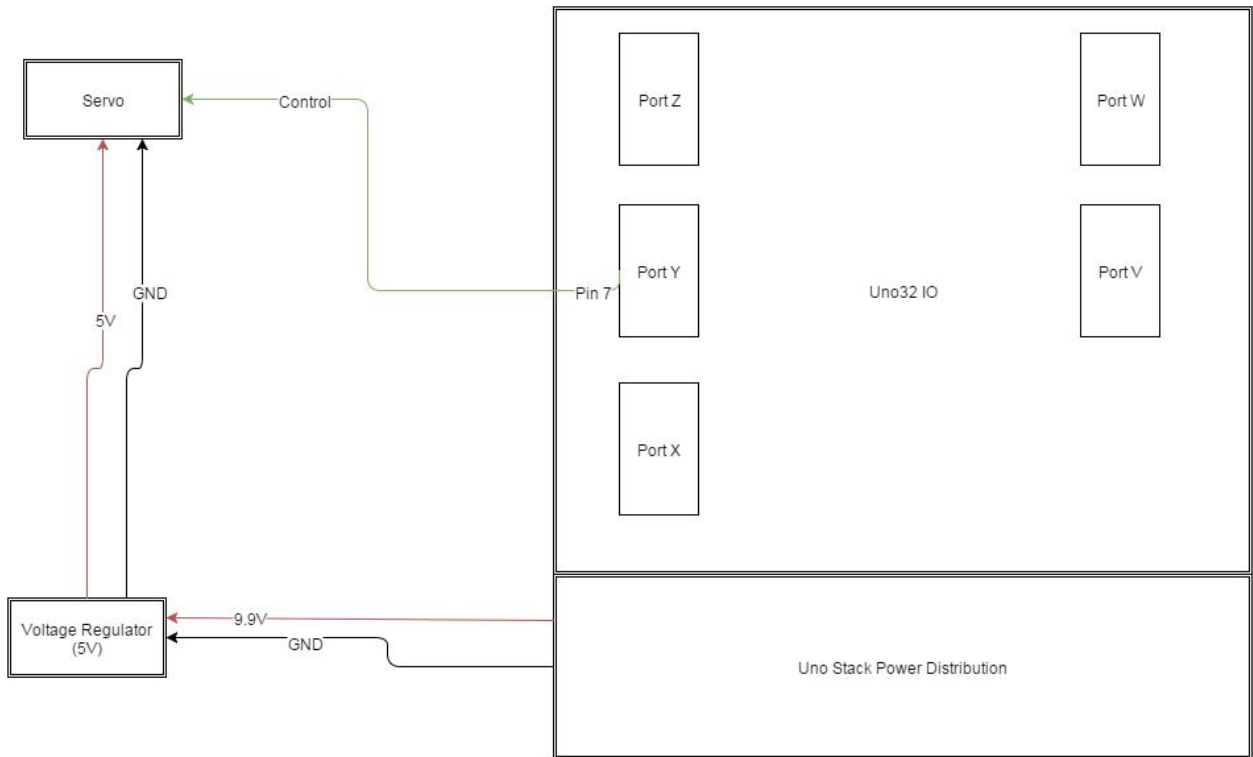 Port Z
Port W
Servo
Control
Port Y
Port V
Pin 7
Uno32 IO
GND
5V
Port X
9.9V
Voltage Regulator
(5V)
GND
Uno Stack Power Distribution